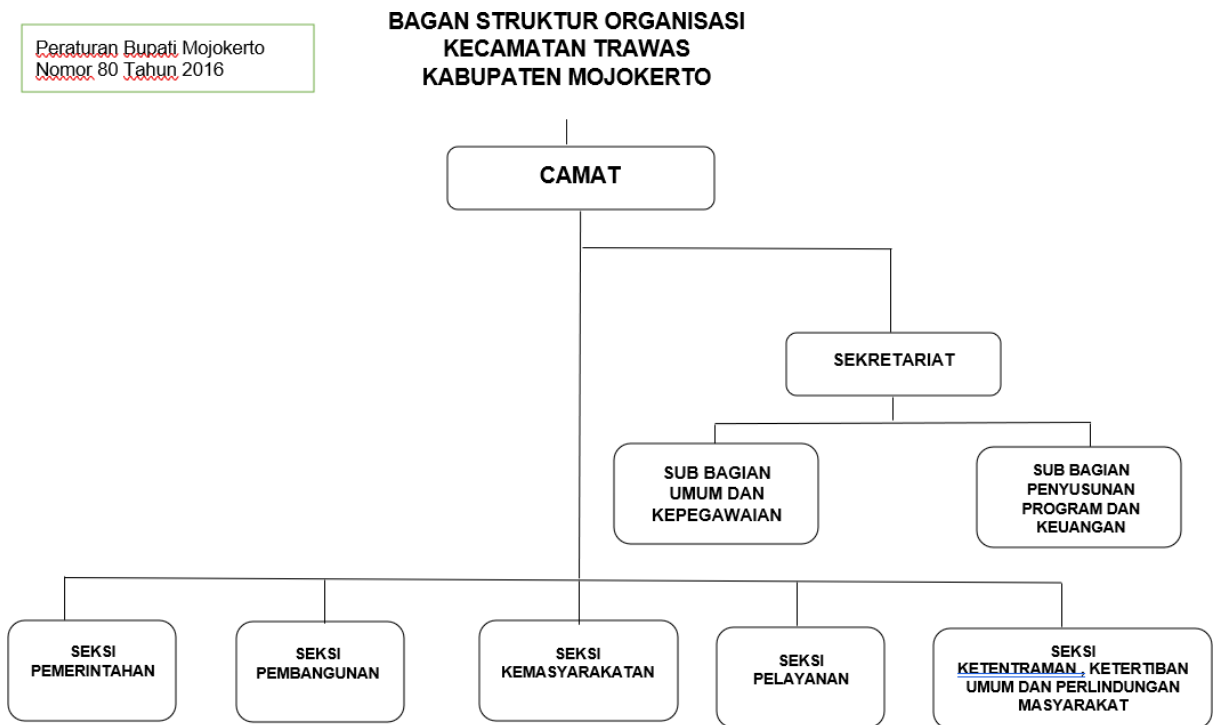 BAGAN STRUKTUR ORGANISASI
KECAMATAN TRAWAS
KABUPATEN MOJOKERTO
Peraturan Bupati Mojokerto
Nomor 80 Tahun 2016
CAMAT
SEKRETARIAT
SUB BAGIAN
UMUM DAN
KEPEGAWAIAN
SUB BAGIAN
PENYUSUNAN
PROGRAM DAN
KEUANGAN
SEKSI
PEMERINTAHAN
SEKSI
PEMBANGUNAN
SEKSI
KEMASYARAKATAN
SEKSI
PELAYANAN
SEKSI
KETENTRAMAN , KETERTIBAN
UMUM DAN PERLINDUNGAN
MASYARAKAT